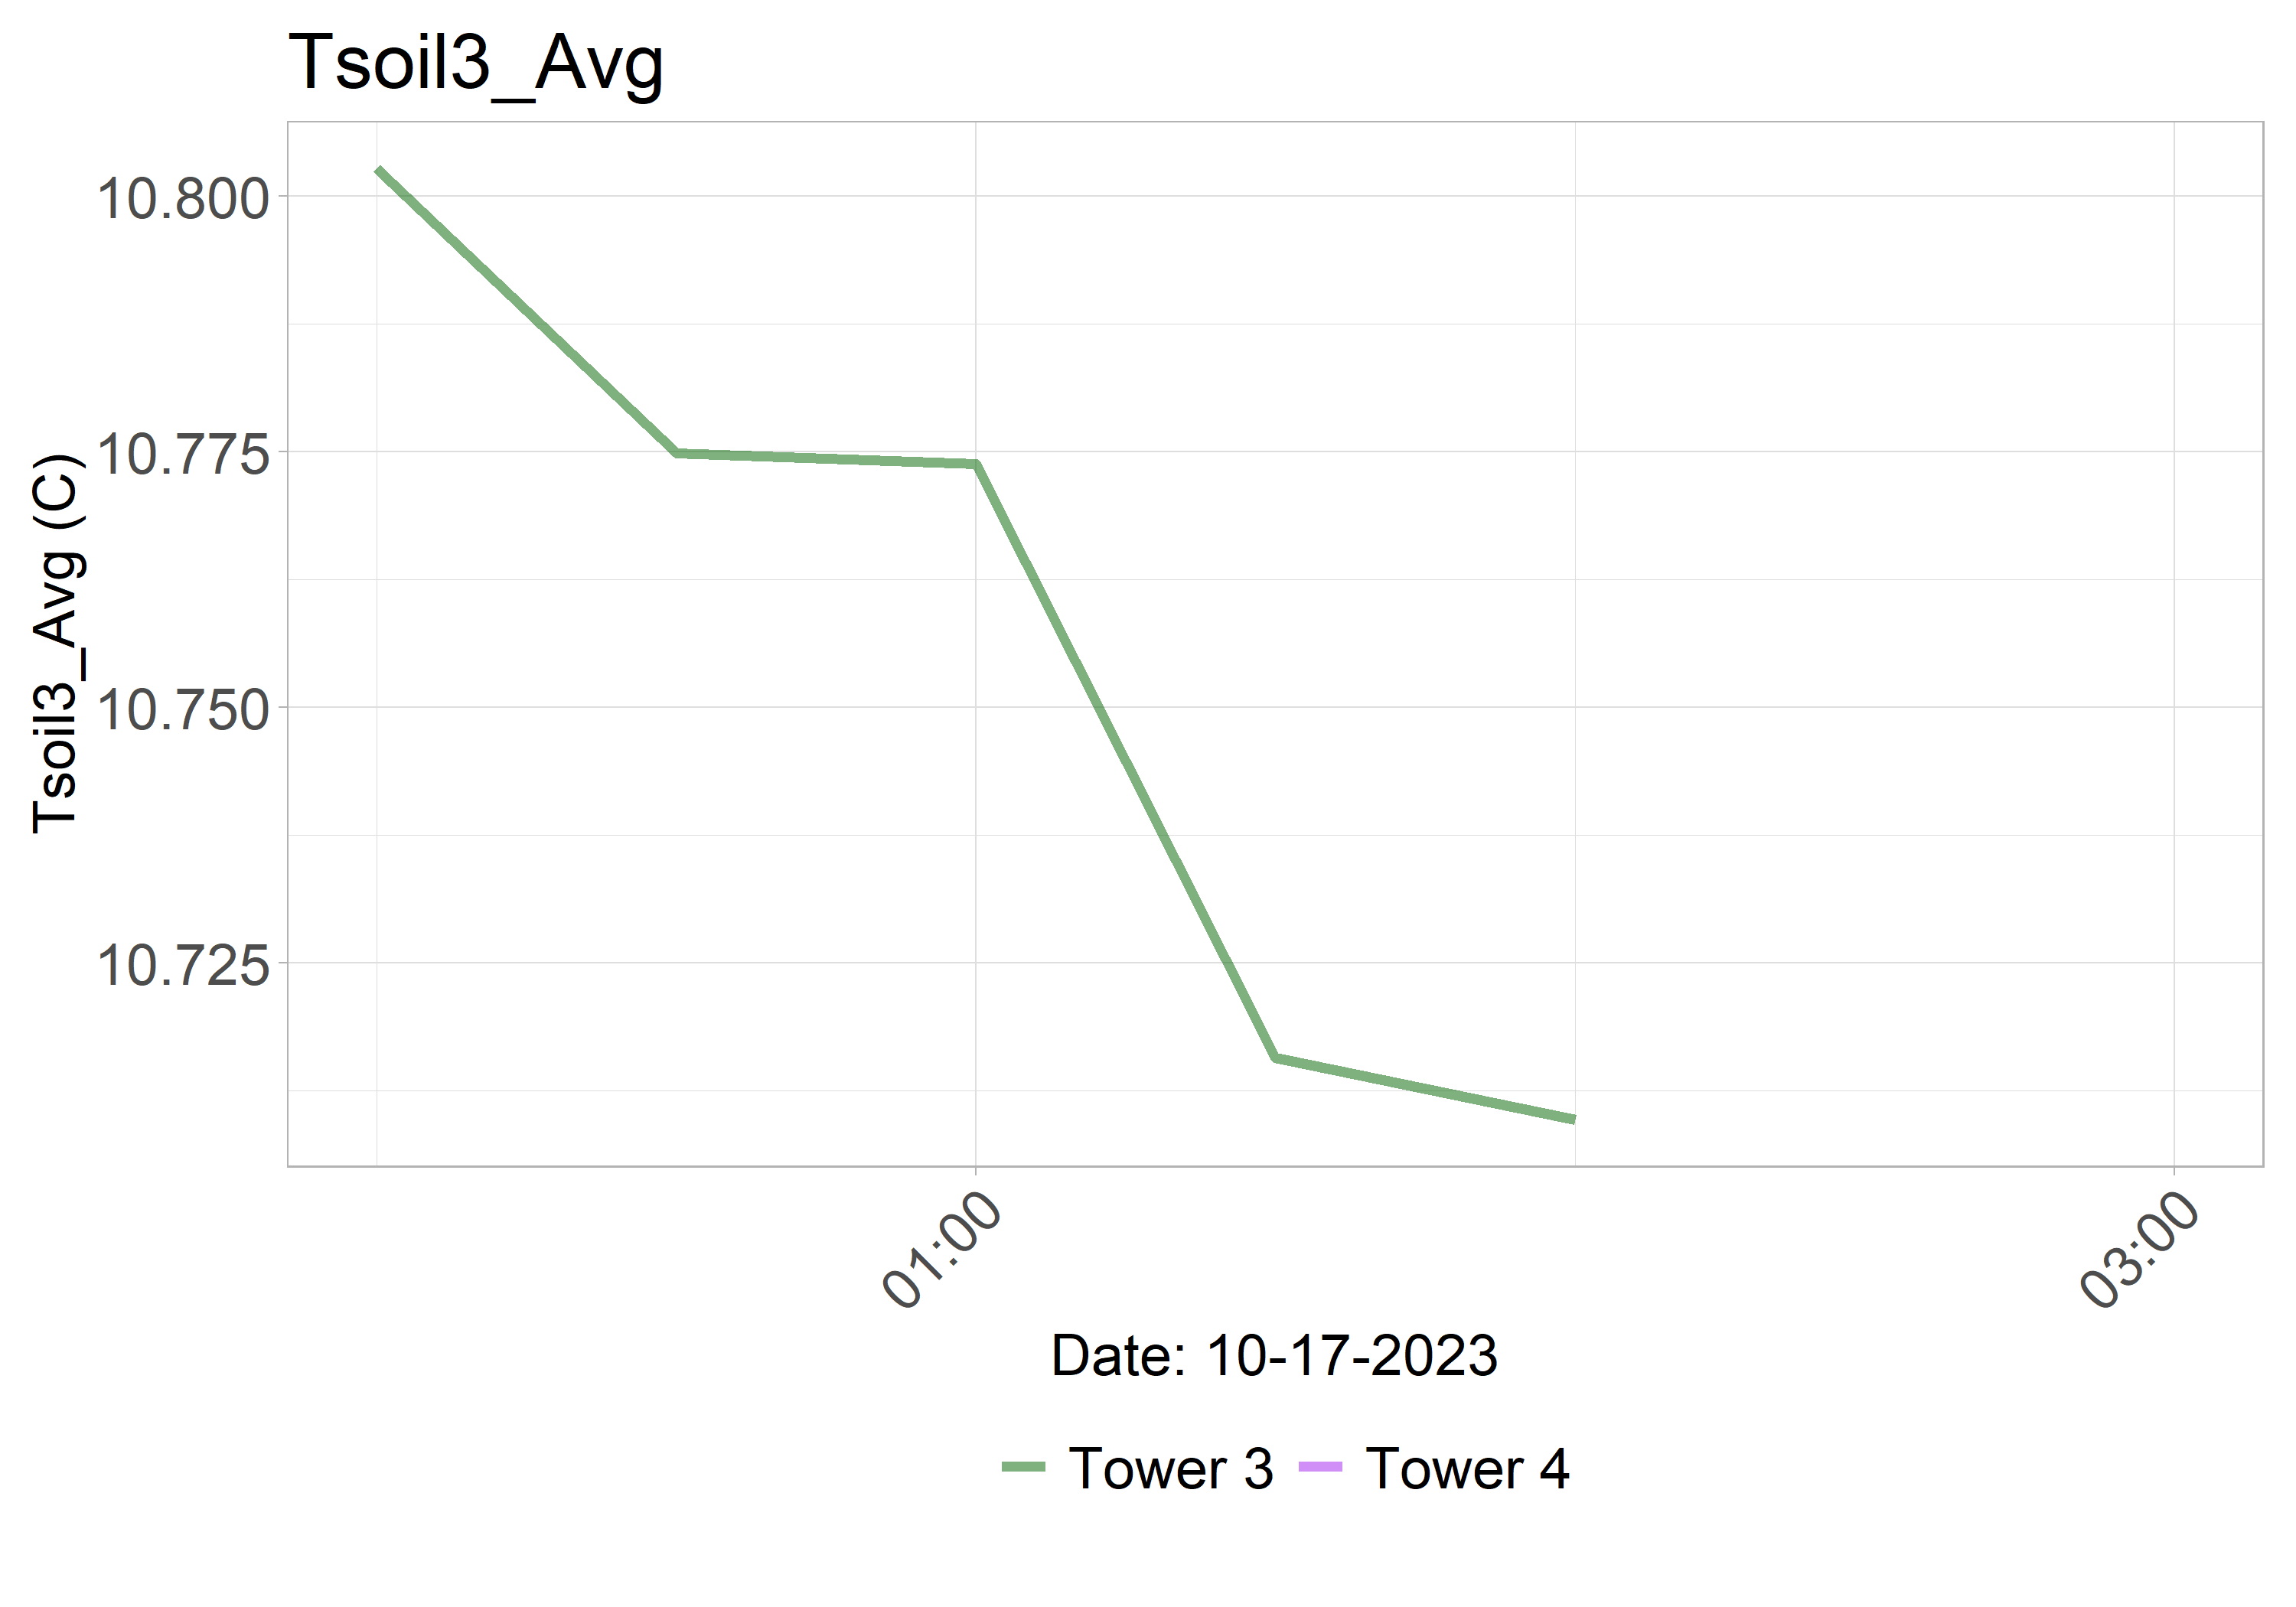 Tsoil3_Avg
Tsoil3_Avg (C)
10.800
10.775
10.750
10.725
01:00
03:00
Date: 10-17-2023
Tower 3
Tower 4